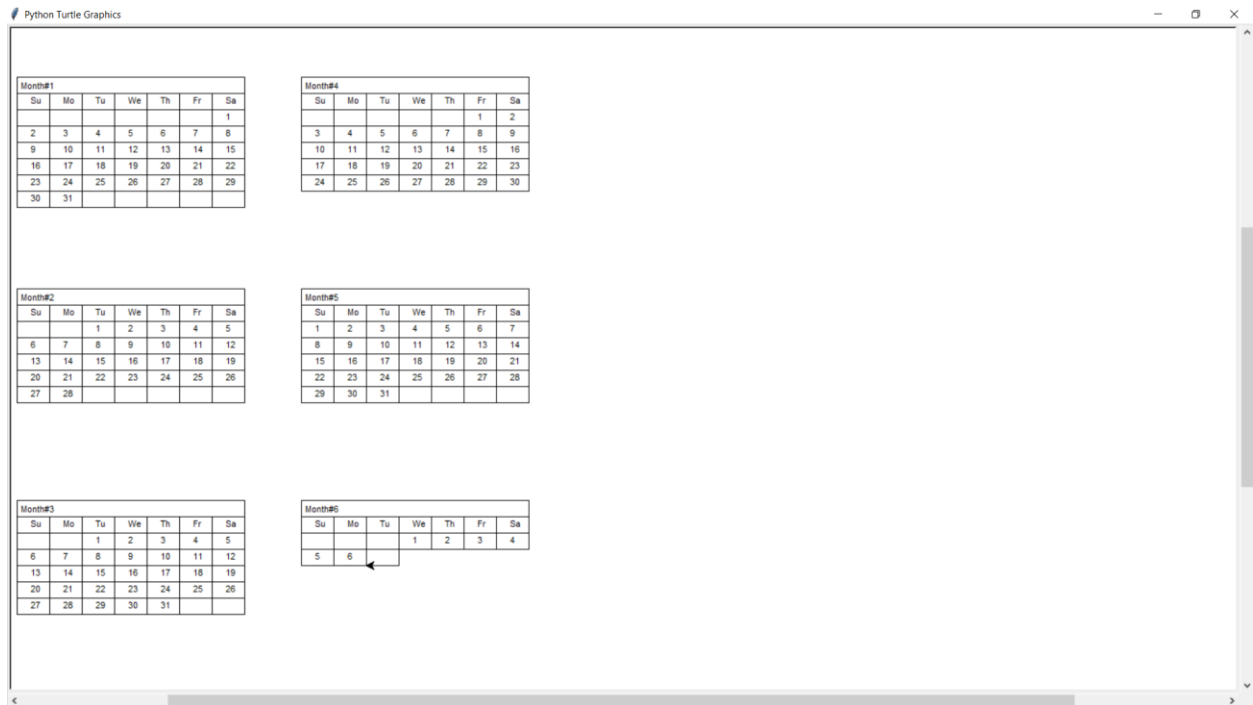 Python Turtle Graphics
Month#1
Su Mo Tu We Th Fr Sa
1
2 3 4 5 6 7 8
9 10 11 12 13 14 15
16 17 18 19 20 21 22
23 24 25 26 27 28 29
30 31
Month#4
Su Mo Tu We Th Fr Sa
1 2
3 4 5 6 7 8 9
10 11 12 13 14 15 16
17 18 19 20 21 22 23
24 25 26 27 28 29 30
Month#2
Su Mo Tu We Th Fr Sa
1 2 3 4 5
6 7 8 9 10 11 12
13 14 15 16 17 18 19
20 21 22 23 24 25 26
27 28
Month#5
Su Mo Tu We Th Fr Sa
1 2 3 4 5 6 7
8 9 10 11 12 13 14
15 16 17 18 19 20 21
22 23 24 25 26 27 28
29 30 31
Month#3
Su Mo Tu We Th Fr Sa
1 2 3 4 5
6 7 8 9 10 11 12
13 14 15 16 17 18 19
20 21 22 23 24 25 26
27 28 29 30 31
Month#6
Su Mo Tu We Th Fr Sa
1 2 3 4
5 6